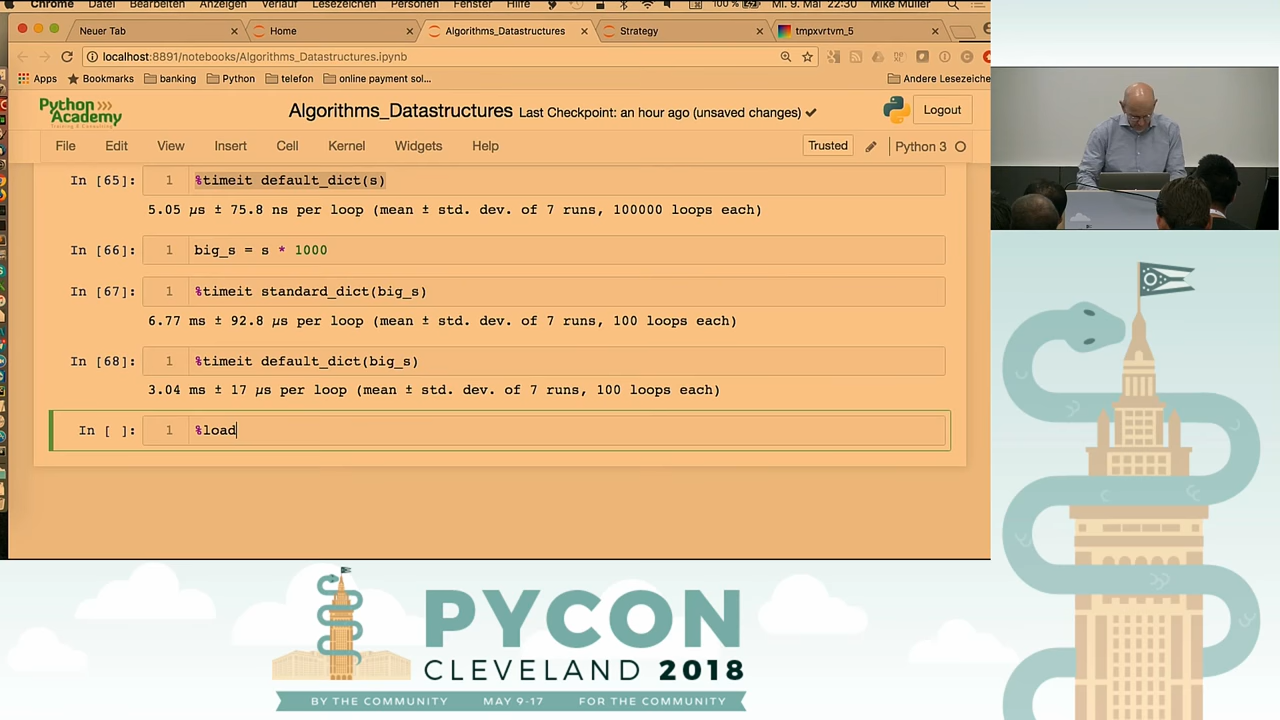 Chrome Datei Bearbeiten Anzeigen Verlauf Lesezeichen Personen Fenster Hilfe 100 % Mi. 9. Mai 22:30 Mike Müller
Neuer Tab Home Algorithms_Datastructures Strategy tmpxvrtvm_5
localhost:8891/notebooks/Algorithms_Datastructures.ipynb
Apps Bookmarks banking Python telefon online payment sol... Andere Lesezeiche
Python Academy
Training & Consulting
Algorithms_Datastructures Last Checkpoint: an hour ago (unsaved changes) Logout
File Edit View Insert Cell Kernel Widgets Help Trusted Python 3
In [65]: 1 %timeit default_dict(s)
5.05 µs ± 75.8 ns per loop (mean ± std. dev. of 7 runs, 100000 loops each)
In [66]: 1 big_s = s * 1000
In [67]: 1 %timeit standard_dict(big_s)
6.77 ms ± 92.8 µs per loop (mean ± std. dev. of 7 runs, 100 loops each)
In [68]: 1 %timeit default_dict(big_s)
3.04 ms ± 17 µs per loop (mean ± std. dev. of 7 runs, 100 loops each)
In [ ]: 1 %load
PYCON
CLEVELAND 2018
BY THE COMMUNITY MAY 9-17 FOR THE COMMUNITY